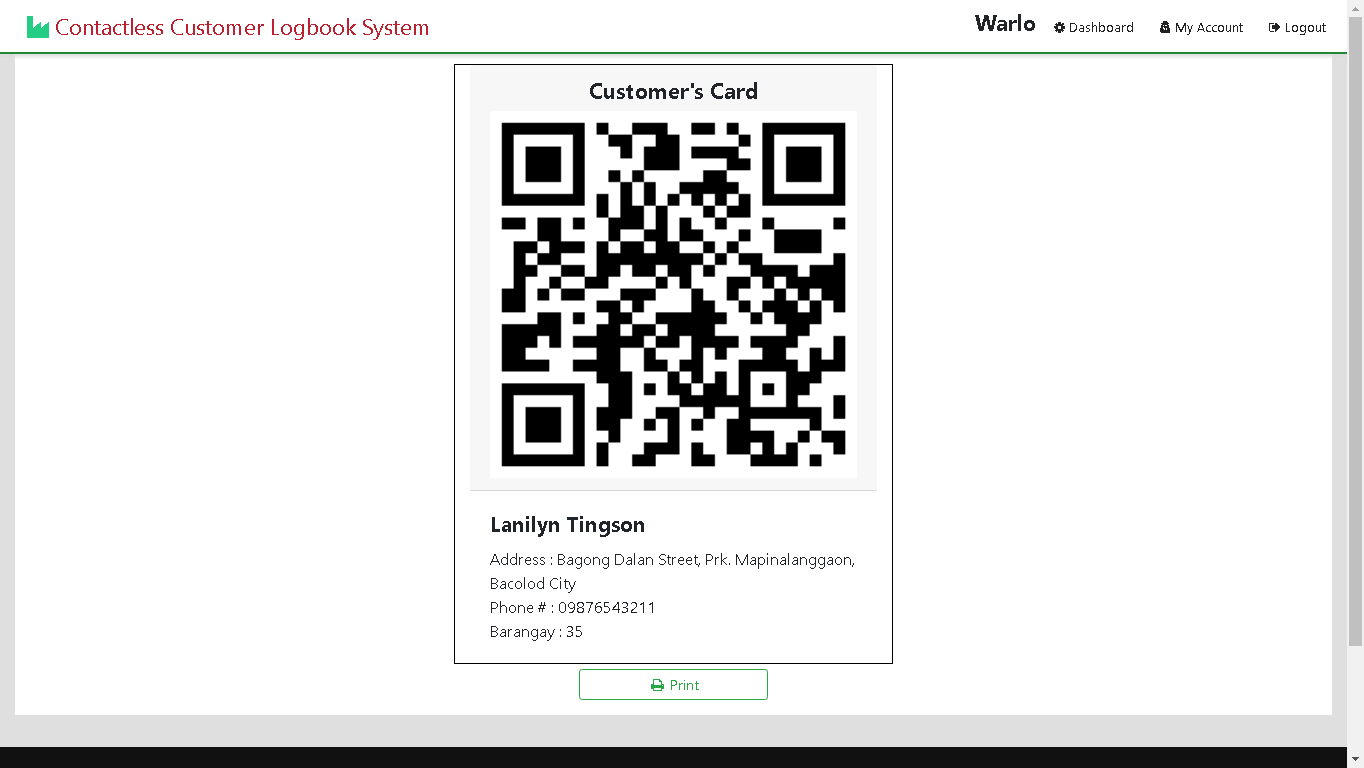 Contactless Customer Logbook System
Warlo
Dashboard
My Account
Logout
Customer's Card
Lanilyn Tingson
Address : Bagong Dalan Street, Prk. Mapinalanggaon,
Bacolod City
Phone # : 09876543211
Barangay : 35
Print